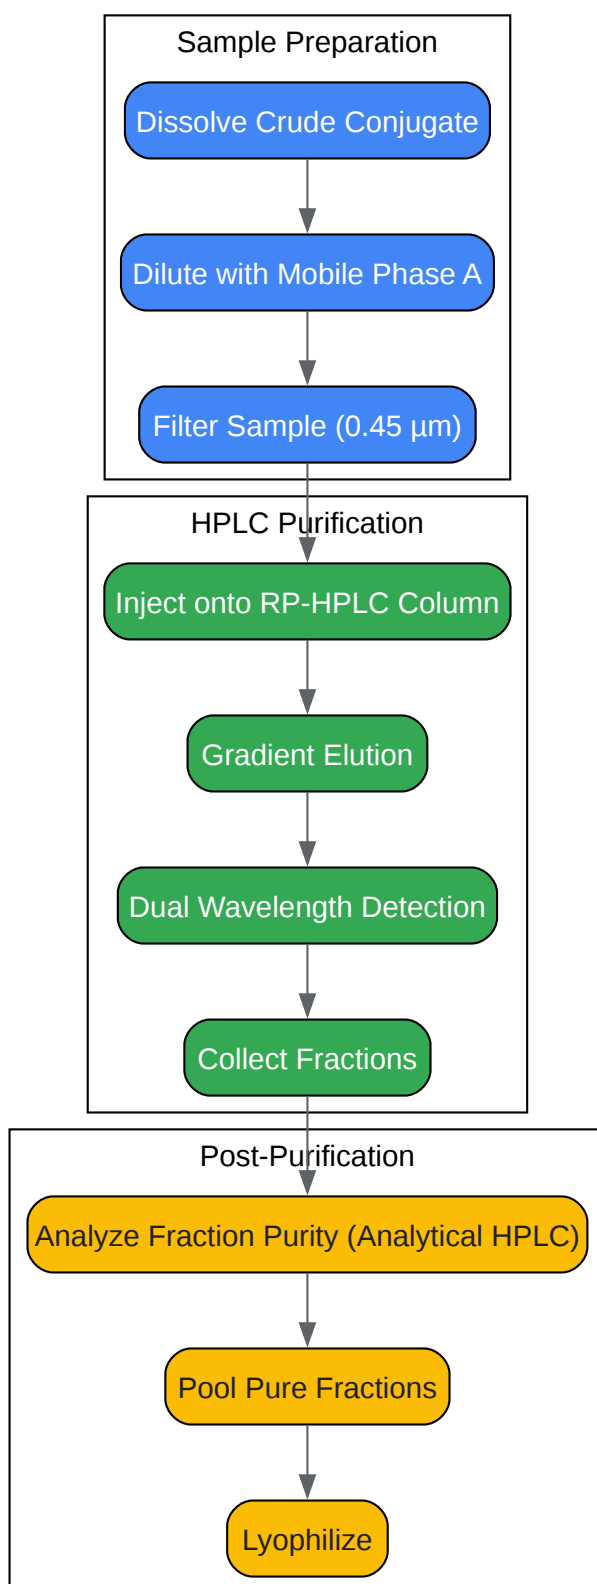 Sample Preparation
Dissolve Crude Conjugate
Dilute with Mobile Phase A
Filter Sample (0.45 µm)
HPLC Purification
Inject onto RP-HPLC Column
Gradient Elution
Dual Wavelength Detection
Collect Fractions
Post-Purification
Analyze Fraction Purity (Analytical HPLC)
Pool Pure Fractions
Lyophilize